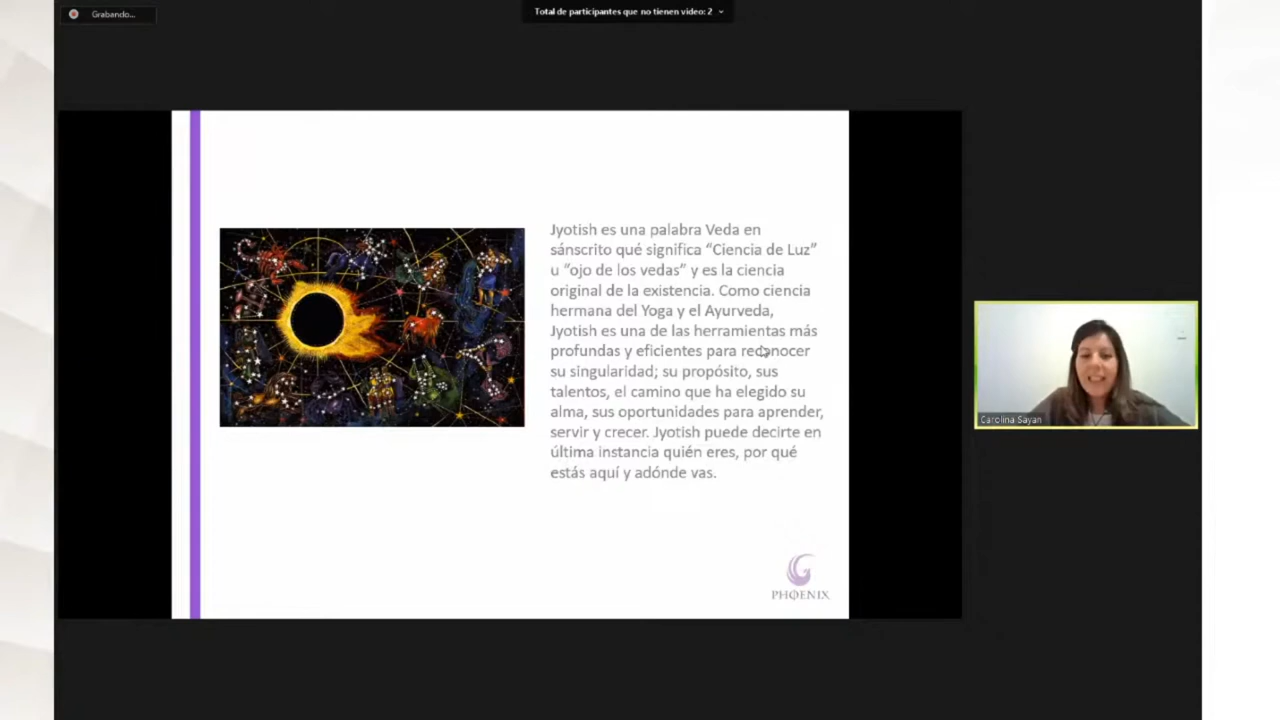 Grabando...
Total de participantes que no tienen video: 2
Jyotish es una palabra Veda en
sánscrito qué significa “Ciencia de Luz”
u “ojo de los vedas” y es la ciencia
original de la existencia. Como ciencia
hermana del Yoga y el Ayurveda,
Jyotish es una de las herramientas más
profundas y eficientes para reconocer
su singularidad; su propósito, sus
talentos, el camino que ha elegido su
alma, sus oportunidades para aprender,
servir y crecer. Jyotish puede decirte en
última instancia quién eres, por qué
estás aquí y adónde vas.
PHOENIX
Carolina Sayan